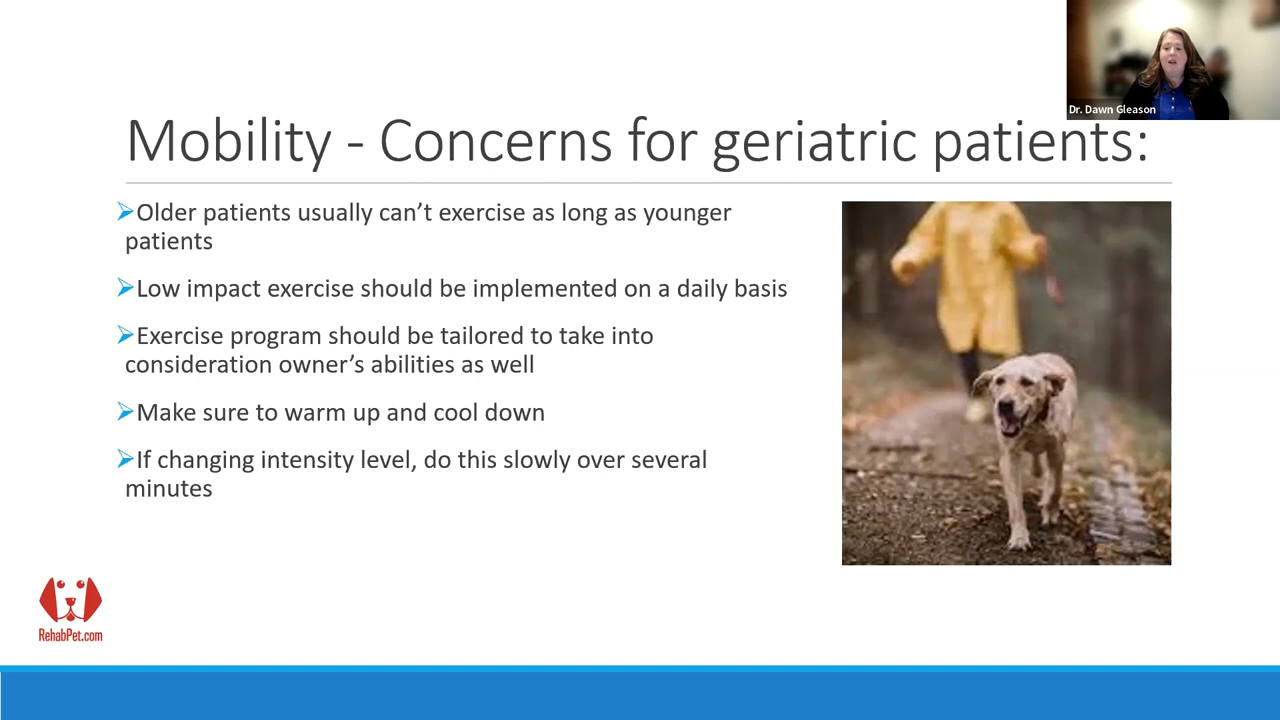 Dr. Dawn Gleason
Mobility - Concerns for geriatric patients:
Older patients usually can’t exercise as long as younger
patients
Low impact exercise should be implemented on a daily basis
Exercise program should be tailored to take into
consideration owner’s abilities as well
Make sure to warm up and cool down
If changing intensity level, do this slowly over several
minutes
RehabPet.com